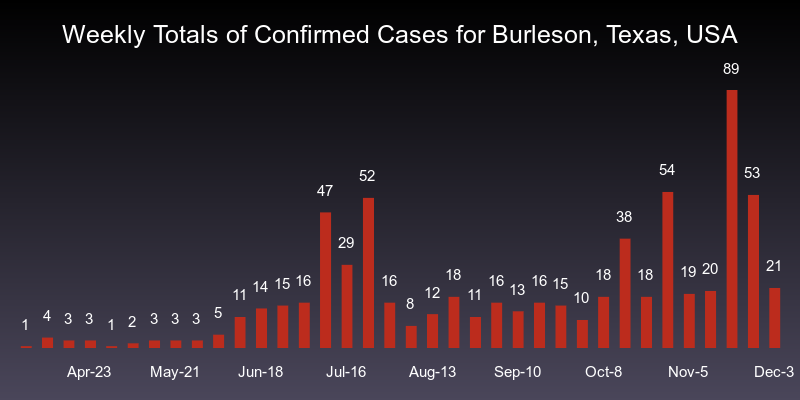 Weekly Totals of Confirmed Cases for Burleson, Texas, USA
1 4 3 3 1 2 3 3 3 5 11 14 15 16 47 29 52 16 8 12 18 11 16 13 16 15 10 18 38 18 54 19 20 89 53 21
Apr-23 May-21 Jun-18 Jul-16 Aug-13 Sep-10 Oct-8 Nov-5 Dec-3